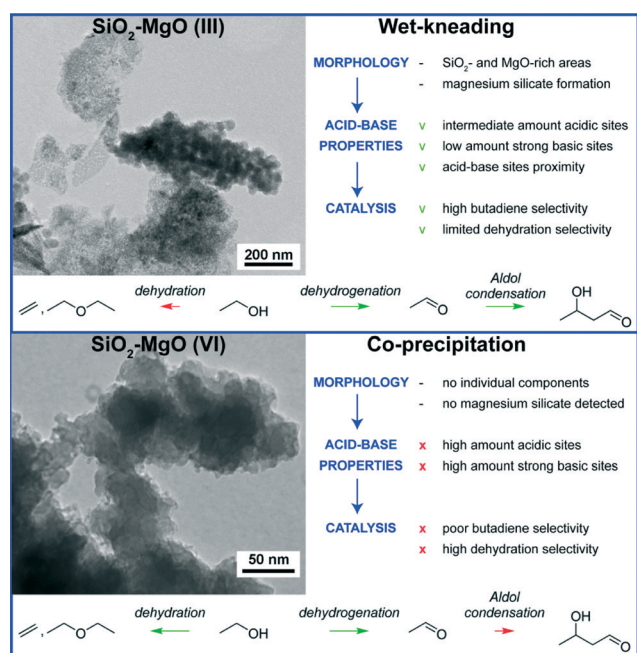 SiO2-MgO (III)
Wet-kneading
MORPHOLOGY - SiO2- and MgO-rich areas
- magnesium silicate formation
ACID-BASE v intermediate amount acidic sites
PROPERTIES v low amount strong basic sites
v acid-base sites proximity
CATALYSIS v high butadiene selectivity
v limited dehydration selectivity
200 nm
dehydration
dehydrogenation
Aldol
condensation
, O OH O OH O
SiO2-MgO (VI)
Co-precipitation
MORPHOLOGY - no individual components
- no magnesium silicate detected
ACID-BASE x high amount acidic sites
PROPERTIES x high amount strong basic sites
CATALYSIS x poor butadiene selectivity
x high dehydration selectivity
50 nm
dehydration
dehydrogenation
Aldol
condensation
, O OH O OH O